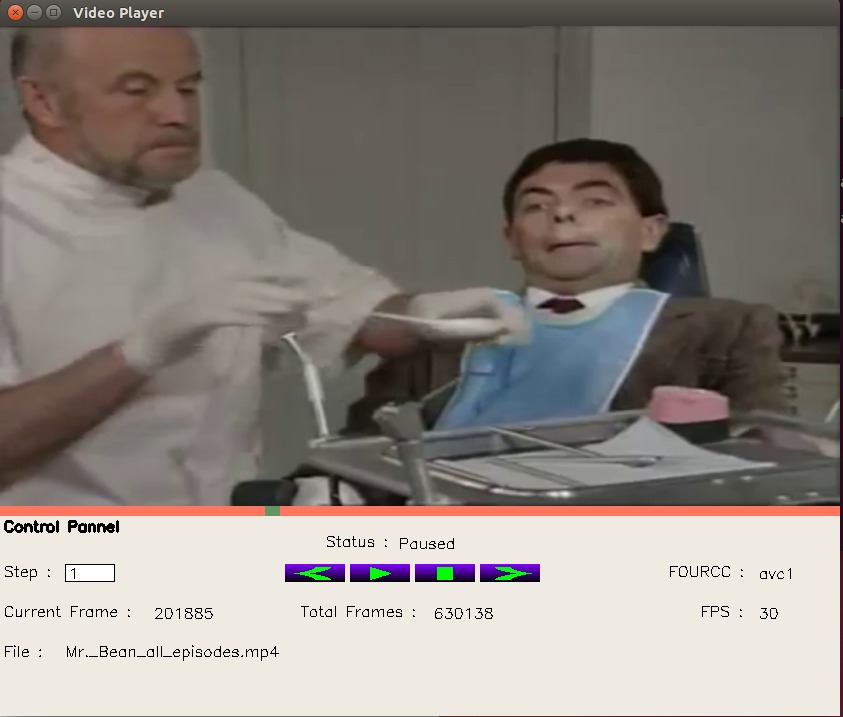 Video Player
Control Pannel
Status : Paused
Step : 1
FOURCC : avc1
Current Frame : 201885 Total Frames : 630138 FPS : 30
File : Mr._Bean_all_episodes.mp4